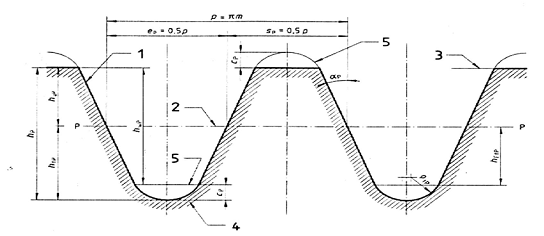 p = πm
eP = 0,5p
sP = 0,5p
1
cP
5
3
αP
haP
hwP
2
P
P
hP
hfP
5
cP
hFfP
ρfP
4